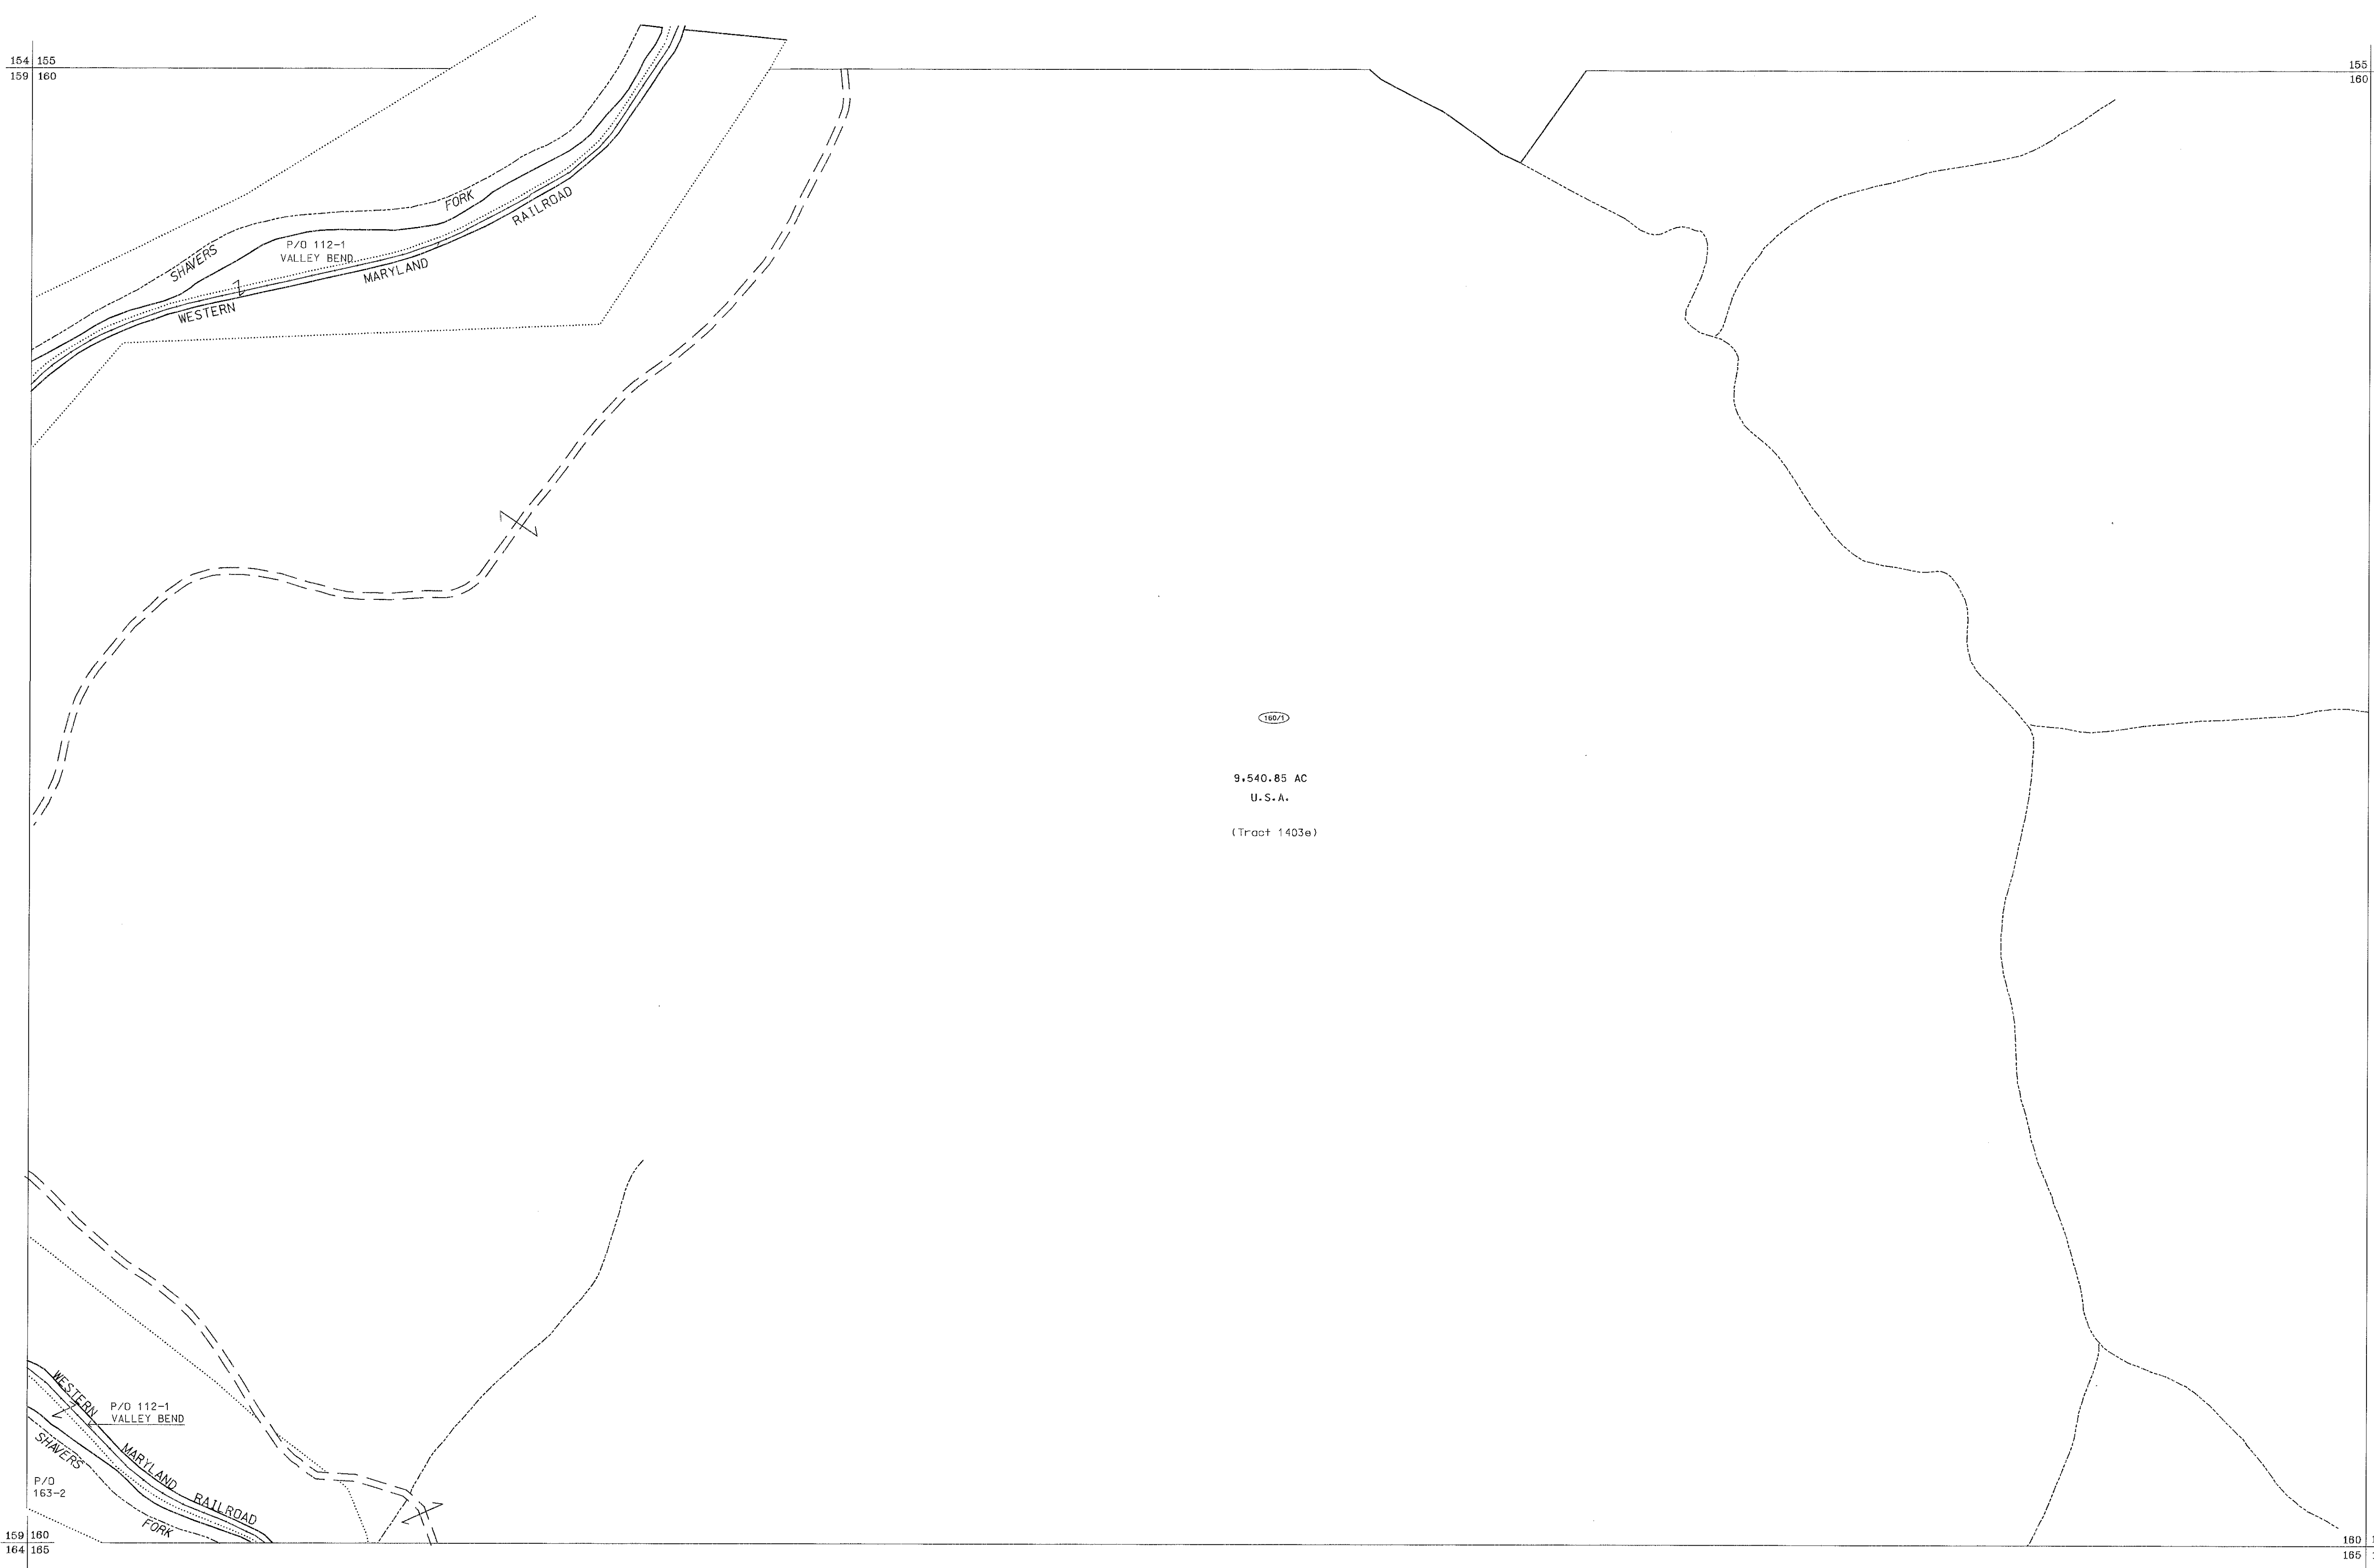 154 155
159 160
155
160
FORK
SHAVERS
RAILROAD
P/O 112-1
VALLEY BEND
MARYLAND
WESTERN
160/1
9,540.85 AC
U.S.A.
(Tract 1403e)
WESTERN
P/O 112-1
VALLEY BEND
SHAVERS
MARYLAND
P/O
163-2
RAILROAD
FORK
159 160
164 165
160
165